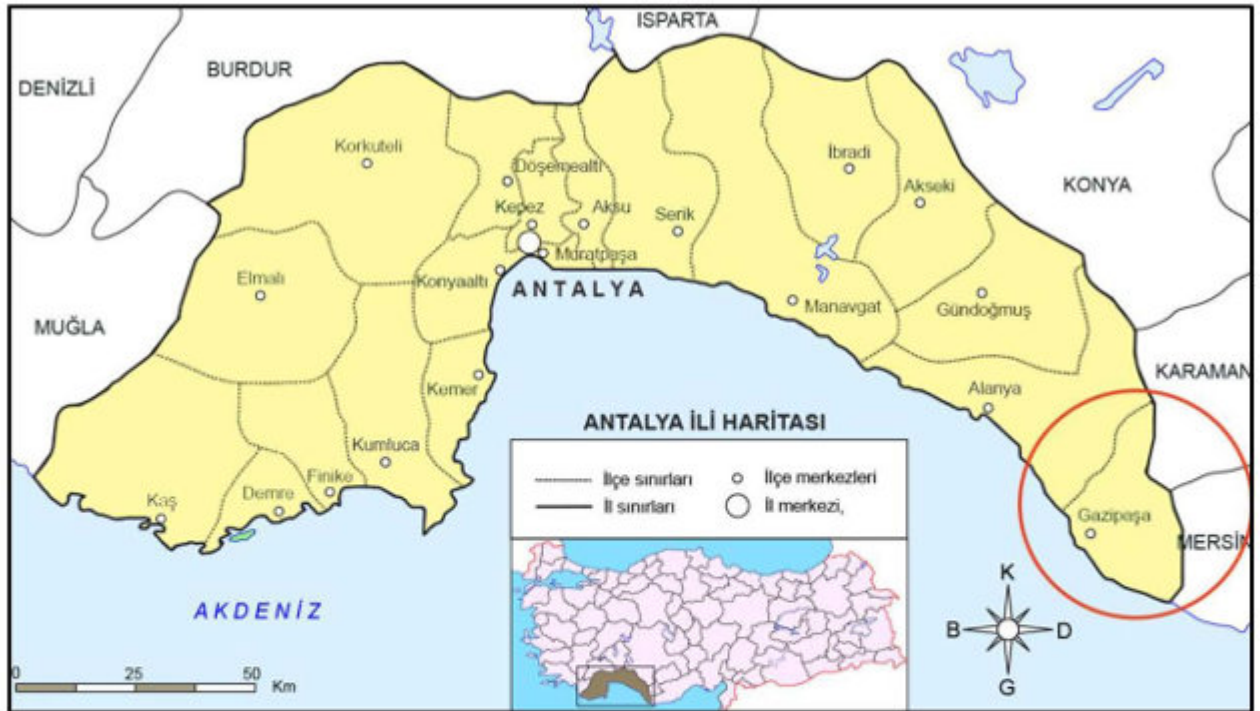 ISPARTA
BURDUR
DENİZLİ
Korkuteli
Döşemealtı
İbradi
Akseki
KONYA
Kepez
Aksu
Serik
Muratpaşa
Elmalı
Konyaaltı
ANTALYA
Manavgat
Gündoğmuş
MUĞLA
KARAMAN
Kemer
Alanya
ANTALYA İLİ HARİTASI
Kumluca
İlçe sınırları
İlçe merkezleri
Finike
Kaş
Demre
İl sınırları
İl merkezi,
Gazipaşa
MERSİN
AKDENİZ
K
B
D
G
0 25 50
Km